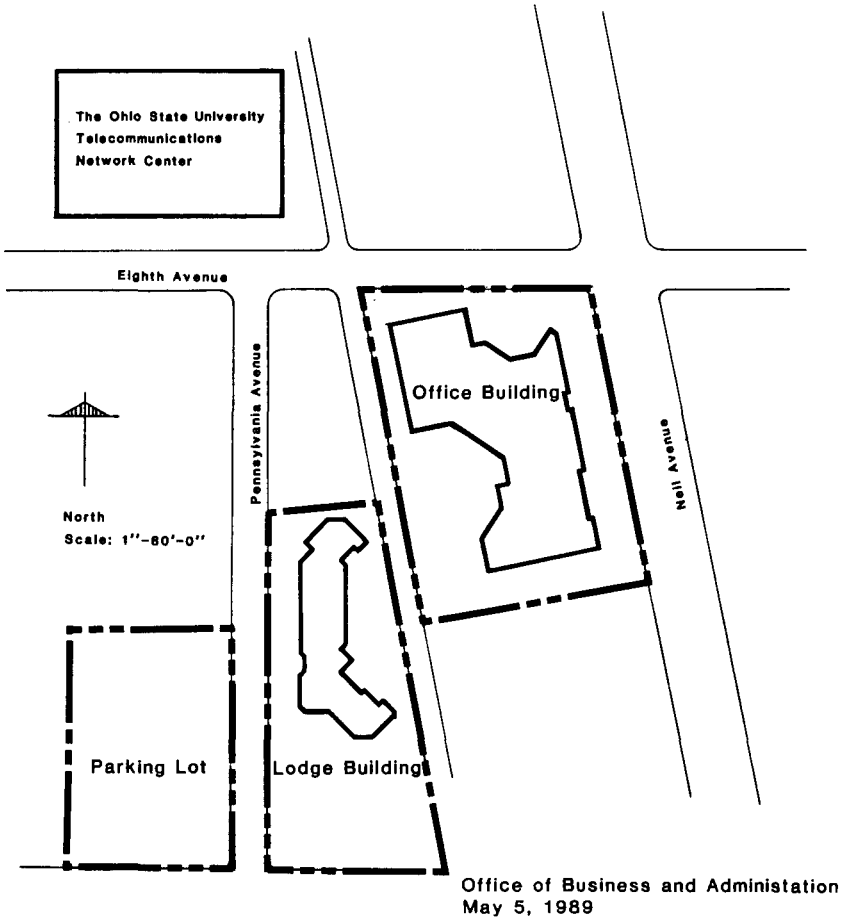 The Ohio State University
Telecommunications
Network Center
Eighth Avenue
Pennsylvania Avenue
Office Building
Neil Avenue
North
Scale: 1"-60'-0"
Parking Lot
Lodge Building
Office of Business and Administation
May 5, 1989